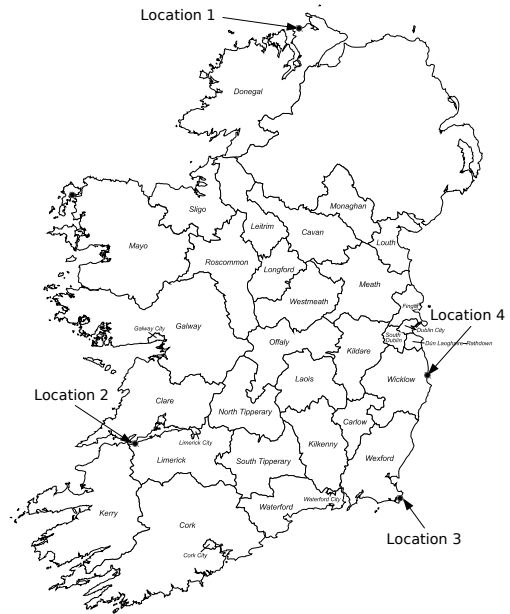 Location 1
Donegal
Monaghan
Sligo
Leitrim
Cavan
Louth
Mayo
Roscommon
Longford
Meath
Westmeath
Fingal
Location 4
Galway City
Galway
Dublin City
South
Dublin
Dún Laoghaire–Rathdown
Offaly
Kildare
Laois
Wicklow
Location 2
Clare
North Tipperary
Carlow
Limerick City
Kilkenny
Limerick
South Tipperary
Wexford
Waterford City
Waterford
Kerry
Cork
Location 3
Cork City